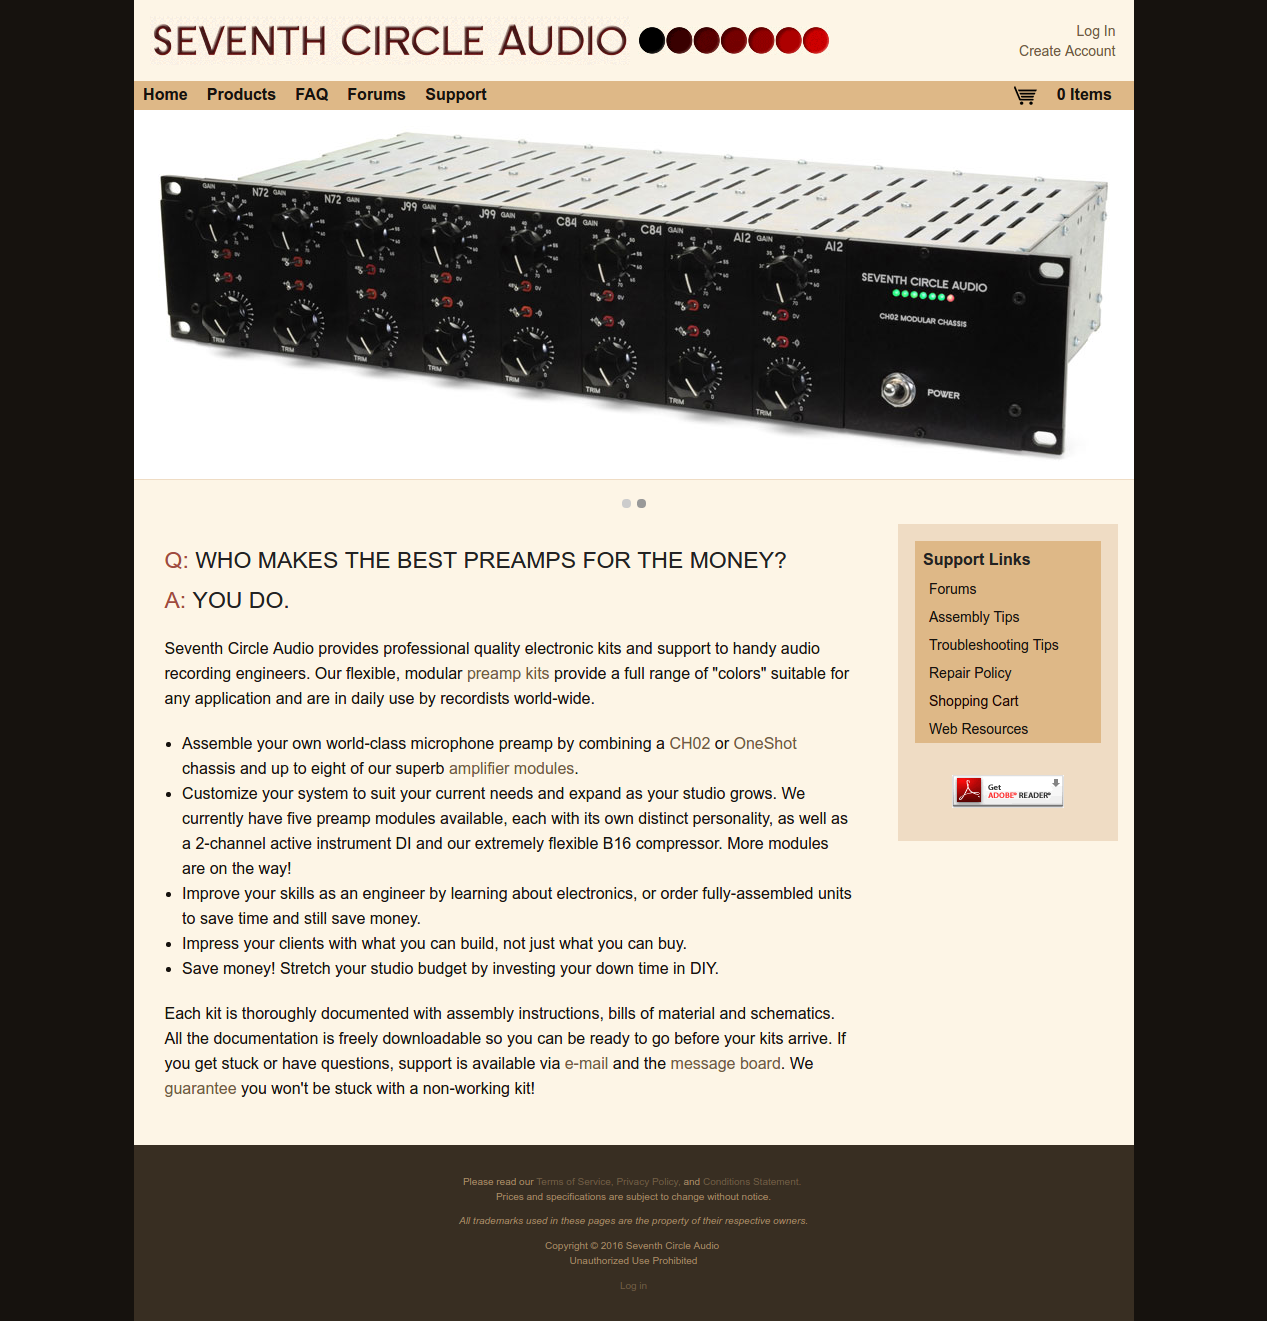 SEVENTH CIRCLE AUDIO
Log In
Create Account
Home Products FAQ Forums Support 0 Items
GAIN N72 GAIN N72 GAIN J99 GAIN J99 GAIN C84 GAIN C84 GAIN A12 GAIN A12
SEVENTH CIRCLE AUDIO
CH02 MODULAR CHASSIS
POWER
TRIM TRIM TRIM TRIM TRIM TRIM TRIM TRIM
Q: WHO MAKES THE BEST PREAMPS FOR THE MONEY?
A: YOU DO.
Seventh Circle Audio provides professional quality electronic kits and support to handy audio
recording engineers. Our flexible, modular preamp kits provide a full range of "colors" suitable for
any application and are in daily use by recordists world-wide.
• Assemble your own world-class microphone preamp by combining a CH02 or OneShot
chassis and up to eight of our superb amplifier modules.
• Customize your system to suit your current needs and expand as your studio grows. We
currently have five preamp modules available, each with its own distinct personality, as well as
a 2-channel active instrument DI and our extremely flexible B16 compressor. More modules
are on the way!
• Improve your skills as an engineer by learning about electronics, or order fully-assembled units
to save time and still save money.
• Impress your clients with what you can build, not just what you can buy.
• Save money! Stretch your studio budget by investing your down time in DIY.
Each kit is thoroughly documented with assembly instructions, bills of material and schematics.
All the documentation is freely downloadable so you can be ready to go before your kits arrive. If
you get stuck or have questions, support is available via e-mail and the message board. We
guarantee you won't be stuck with a non-working kit!
Support Links
Forums
Assembly Tips
Troubleshooting Tips
Repair Policy
Shopping Cart
Web Resources
Get
ADOBE® READER®
Please read our Terms of Service, Privacy Policy, and Conditions Statement.
Prices and specifications are subject to change without notice.
All trademarks used in these pages are the property of their respective owners.
Copyright © 2016 Seventh Circle Audio
Unauthorized Use Prohibited
Log in